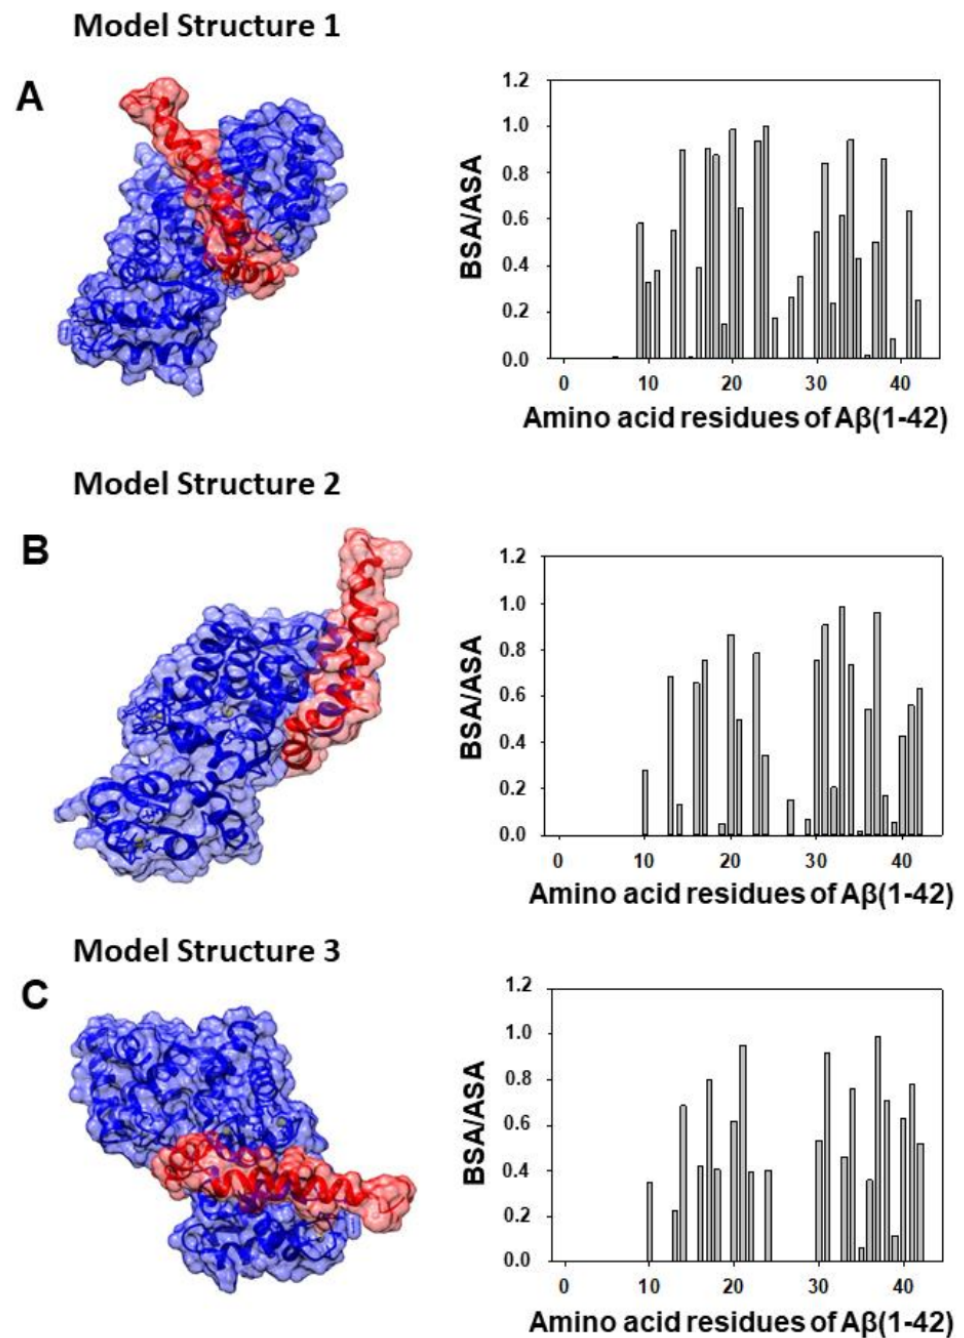 Model Structure 1
A
1.2
1.0
0.8
0.6
0.4
0.2
0.0
BSA/ASA
0 10 20 30 40
Amino acid residues of Aβ(1-42)
Model Structure 2
B
1.2
1.0
0.8
0.6
0.4
0.2
0.0
BSA/ASA
0 10 20 30 40
Amino acid residues of Aβ(1-42)
Model Structure 3
C
1.2
1.0
0.8
0.6
0.4
0.2
0.0
BSA/ASA
0 10 20 30 40
Amino acid residues of Aβ(1-42)